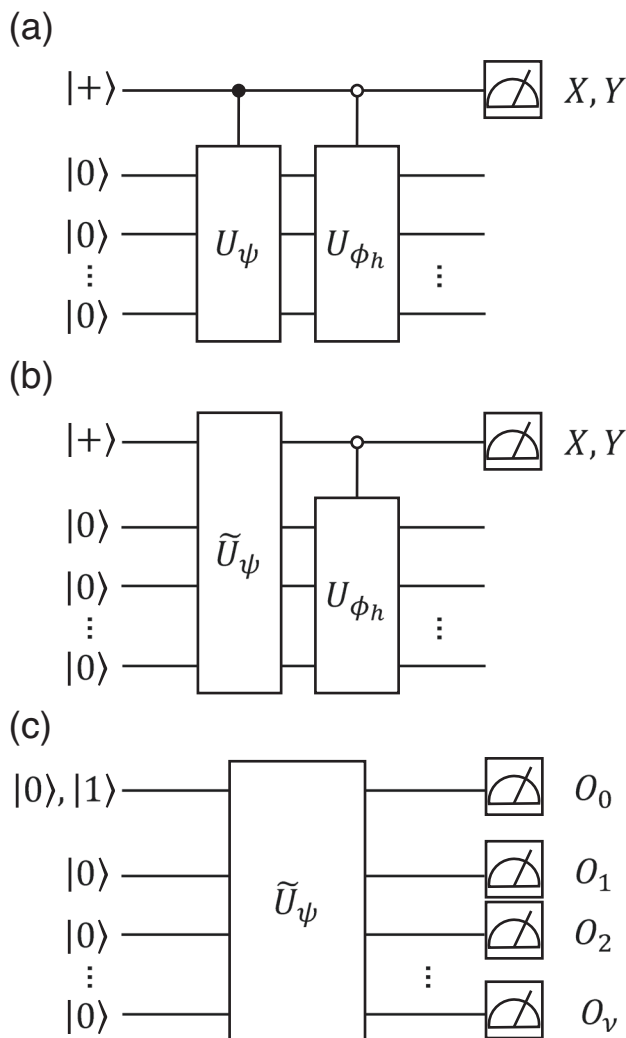 (a)
|+⟩ X, Y
|0⟩
|0⟩ U_ψ U_{ϕ_h}
⋮ ⋮
|0⟩
(b)
|+⟩ X, Y
|0⟩
Ũ_ψ
|0⟩ U_{ϕ_h}
⋮ ⋮
|0⟩
(c)
|0⟩, |1⟩ O_0
|0⟩ O_1
Ũ_ψ
|0⟩ O_2
⋮ ⋮
|0⟩ O_ν